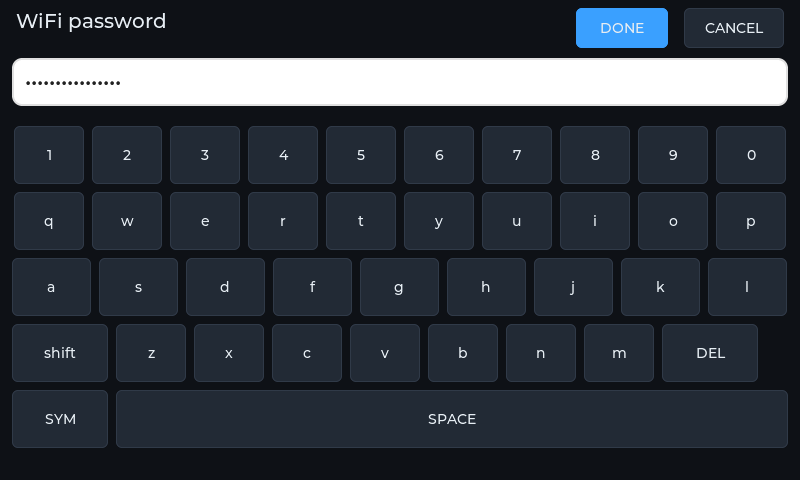 WiFi password
DONE CANCEL
••••••••••••••••
1 2 3 4 5 6 7 8 9 0
q w e r t y u i o p
a s d f g h j k l
shift z x c v b n m DEL
SYM SPACE